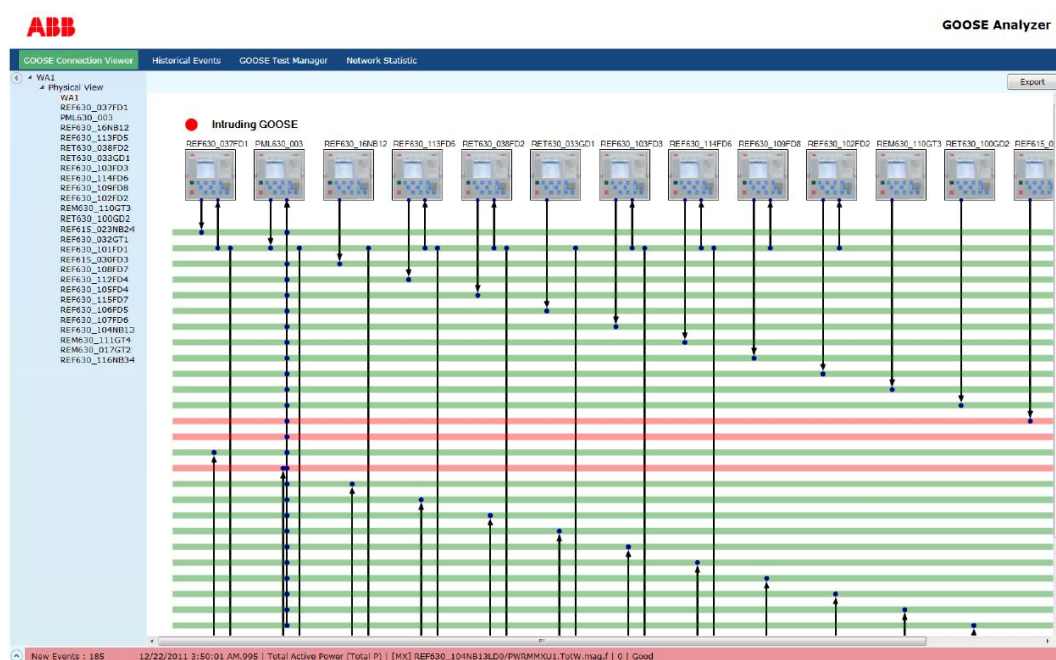 ABB
GOOSE Analyzer
GOOSE Connection Viewer Historical Events GOOSE Test Manager Network Statistic
WA1
Physical View
WA1
REF630_037FD1
PML630_003
REF630_16NB12
REF630_113FD5
RET630_038FD2
RET630_033GD1
REF630_103FD3
REF630_114FD6
REF630_109FD8
REF630_102FD2
REM630_110GT3
RET630_100GD2
REF615_023NB24
REF630_032GT1
REF630_101FD1
REF615_030FD3
REF630_108FD7
REF630_112FD4
REF630_105FD4
REF630_115FD7
REF630_106FD5
REF630_107FD6
REF630_104NB13
REM630_111GT4
REM630_017GT2
REF630_116NB34
Export
Intruding GOOSE
REF630_037FD1 PML630_003 REF630_16NB12 REF630_113FD5 RET630_038FD2 RET630_033GD1 REF630_103FD3 REF630_114FD6 REF630_109FD8 REF630_102FD2 REM630_110GT3 RET630_100GD2 REF615_0
New Events : 185 12/22/2011 3:50:01 AM.995 | Total Active Power (Total P) | [MX] REF630_104NB13LD0/PWRMMXU1.TotW.mag.f | 0 | Good